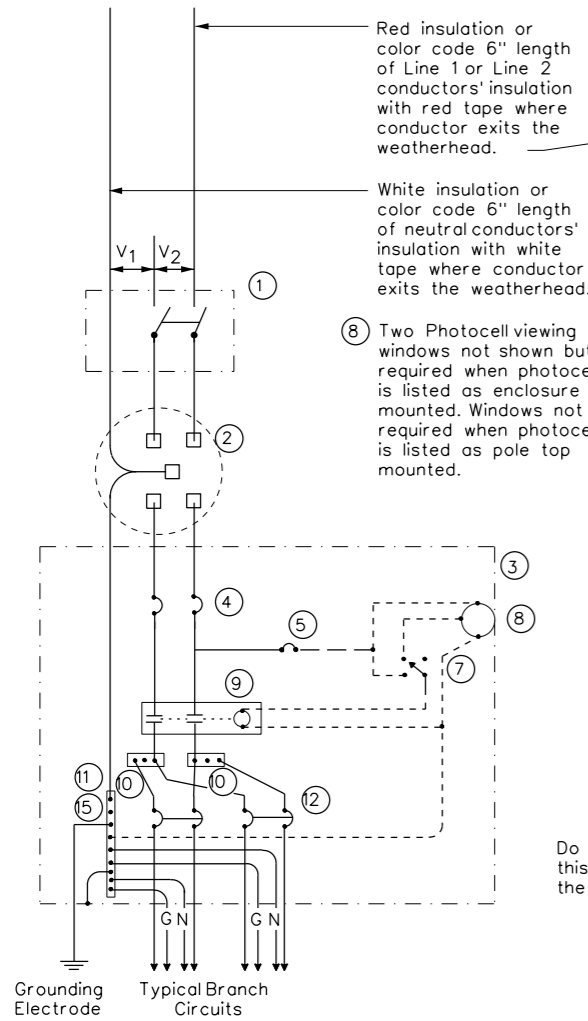 Red insulation or
color code 6" length
of Line 1 or Line 2
conductors' insulation
with red tape where
conductor exits the
weatherhead.
White insulation or
color code 6" length
of neutral conductors'
insulation with white
tape where conductor
exits the weatherhead.
V1 V2
1
8 Two Photocell viewing
windows not shown but
required when photoce
is listed as enclosure
mounted. Windows not
required when photoce
is listed as pole top
mounted.
2
3
4
5
8
7
9
11
10
10
12
15
Do
this
the
G N
G N
Grounding
Electrode
Typical Branch
Circuits